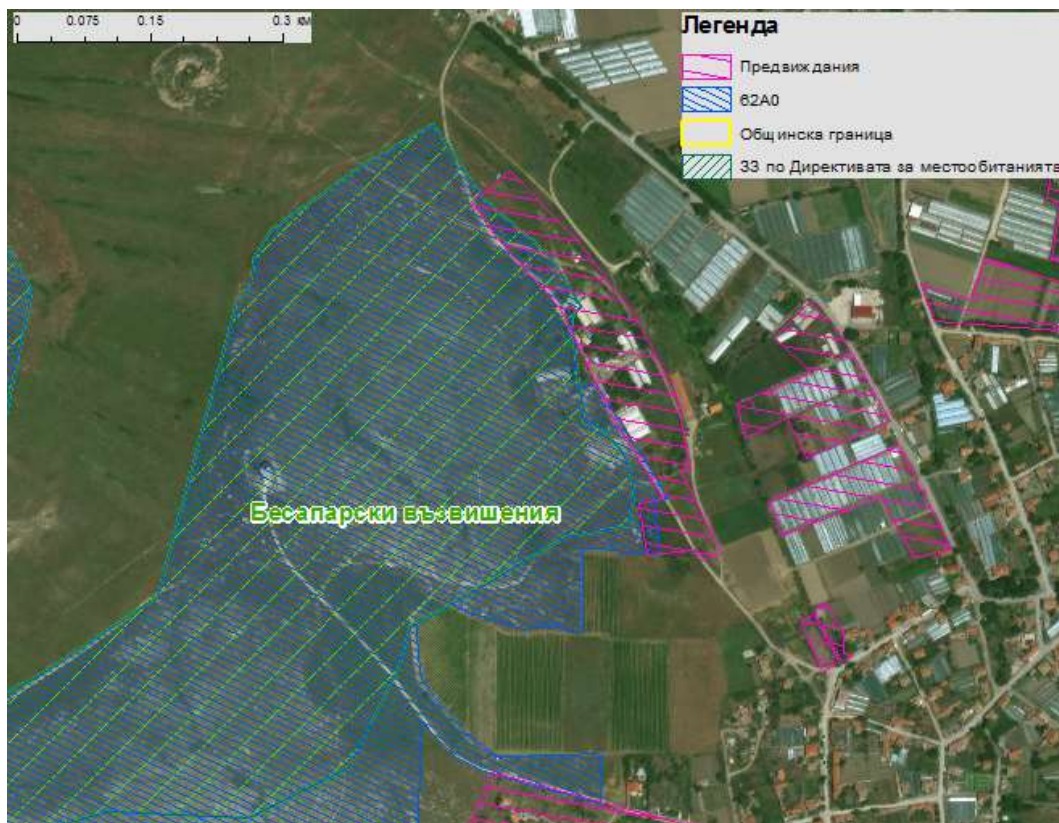 0 0.075 0.15 0.3 км
Легенда
Предвиждания
62А0
Общинска граница
ЗЗ по Директивата за местообитанията
Бесапарски възвишения